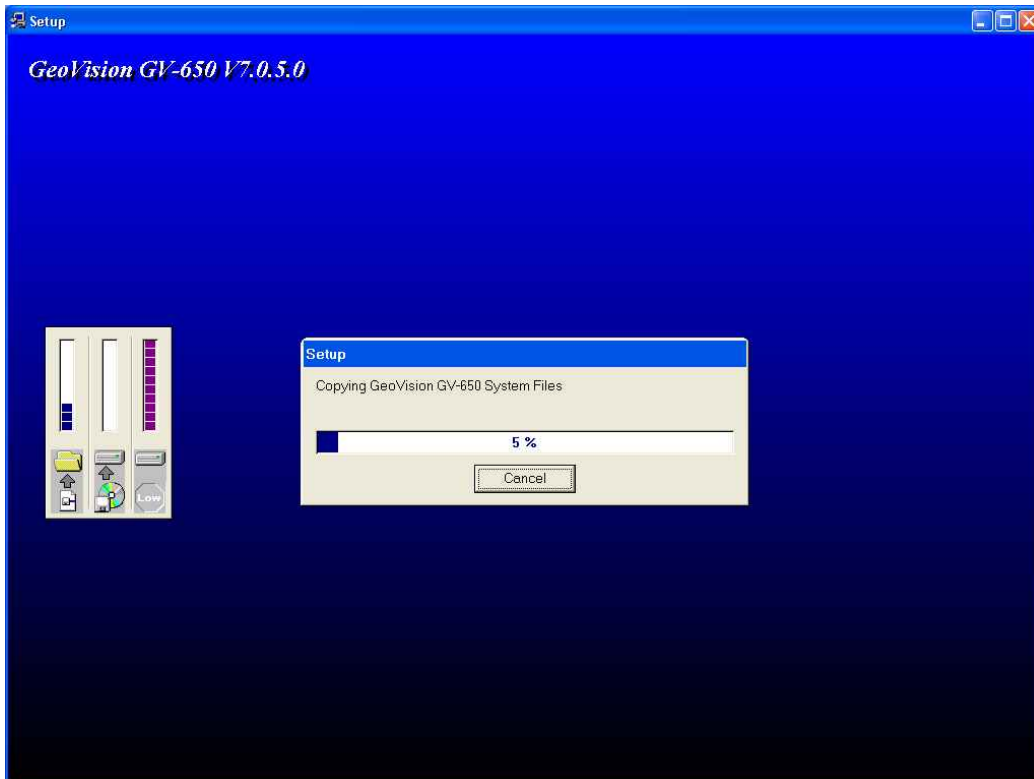 Setup
GeoVision GV-650 V7.0.5.0
Setup
Copying GeoVision GV-650 System Files
5 %
Cancel
Low